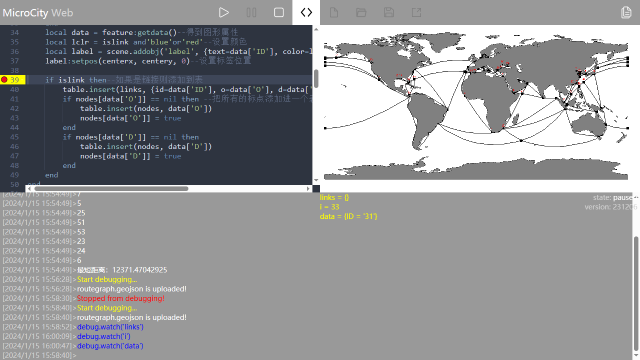 MicroCity Web
34 local data = feature:getdata()--得到图形属性
35 local lclr = islink and'blue'or'red'--设置颜色
36 local label = scene.addobj('label', {text=data['ID'], color=l
37 label:setpos(centerx, centery, 0)--设置标签位置
38
39 if islink then--如果是链接则添加到表
40 table.insert(links, {id=data['ID'], o=data['O'], d=data['
41 if nodes[data['O']] == nil then --把所有的标点添加进一个
42 table.insert(nodes, data['O'])
43 nodes[data['O']] = true
44 end
45 if nodes[data['D']] == nil then
46 table.insert(nodes, data['D'])
47 nodes[data['D']] = true
48 end
49 end
50 end
[2024/1/15 15:54:49]>7
[2024/1/15 15:54:49]>5
[2024/1/15 15:54:49]>25
[2024/1/15 15:54:49]>51
[2024/1/15 15:54:49]>53
[2024/1/15 15:54:49]>23
[2024/1/15 15:54:49]>24
[2024/1/15 15:54:49]>6
[2024/1/15 15:54:49]>最短距离：12371.47042925
[2024/1/15 15:56:28]>Start debugging...
[2024/1/15 15:56:28]>routegraph.geojson is uploaded!
[2024/1/15 15:58:30]>Stopped from debugging!
[2024/1/15 15:58:40]>Start debugging...
[2024/1/15 15:58:40]>routegraph.geojson is uploaded!
[2024/1/15 15:58:52]>debug.watch('links')
[2024/1/15 16:00:09]>debug.watch('i')
[2024/1/15 16:00:47]>debug.watch('data')
[2024/1/15 15:58:40]>
links = {}
i = 33
data = {ID = '31'}
state: pause
version: 2312